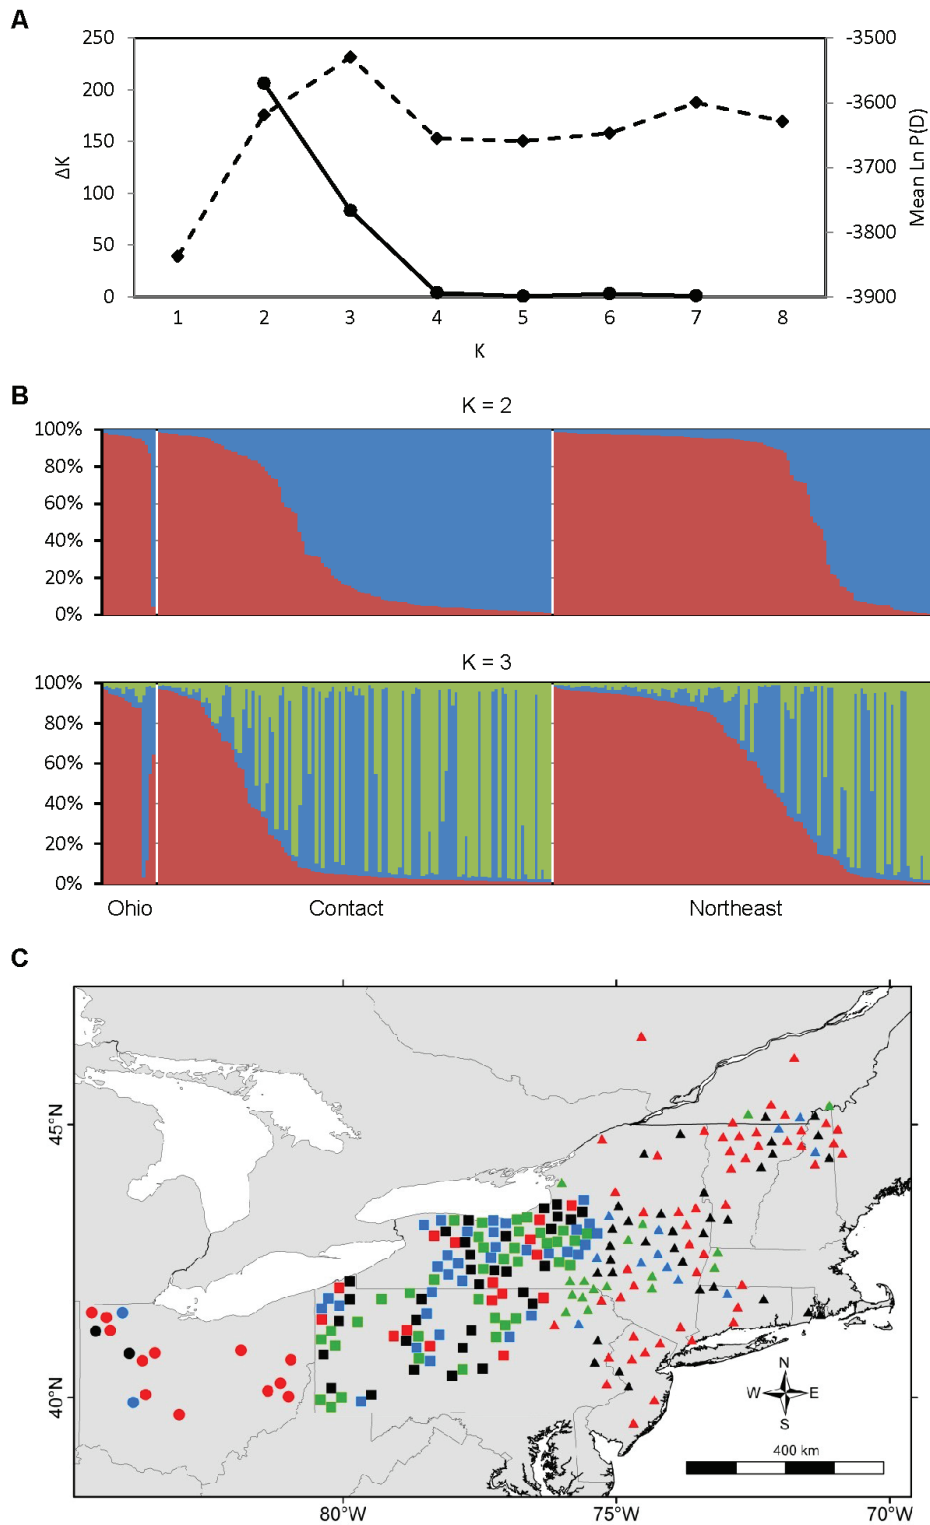 A
250
200
150
100
50
0
ΔK
-3500
-3600
-3700
-3800
-3900
Mean Ln P(D)
1 2 3 4 5 6 7 8
K
B
K = 2
100%
80%
60%
40%
20%
0%
K = 3
100%
80%
60%
40%
20%
0%
Ohio Contact Northeast
C
45°N
40°N
N
W E
S
400 km
80°W 75°W 70°W